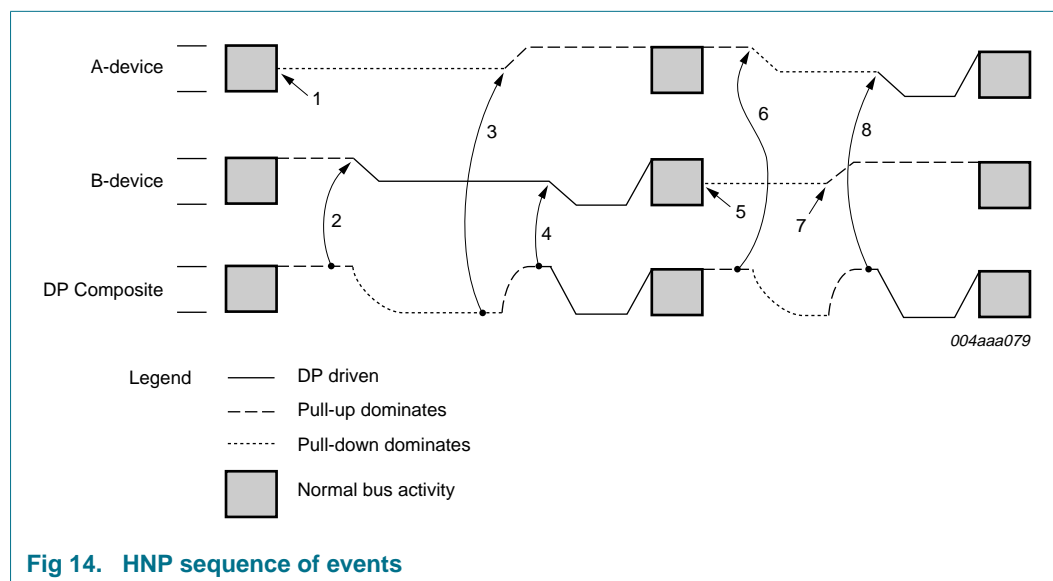 A-device
1
3
6
8
B-device
2
4
5
7
DP Composite
004aaa079
Legend
DP driven
Pull-up dominates
Pull-down dominates
Normal bus activity
Fig 14. HNP sequence of events